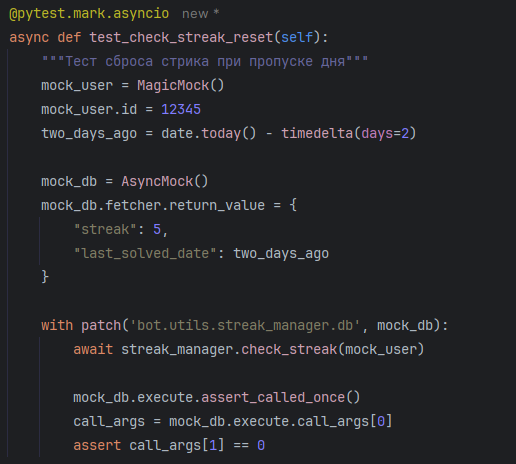 @pytest.mark.asyncio new *
async def test_check_streak_reset(self):
    """Тест сброса стрика при пропуске дня"""
    mock_user = MagicMock()
    mock_user.id = 12345
    two_days_ago = date.today() - timedelta(days=2)

    mock_db = AsyncMock()
    mock_db.fetcher.return_value = {
        "streak": 5,
        "last_solved_date": two_days_ago
    }

    with patch('bot.utils.streak_manager.db', mock_db):
        await streak_manager.check_streak(mock_user)

        mock_db.execute.assert_called_once()
        call_args = mock_db.execute.call_args[0]
        assert call_args[1] == 0